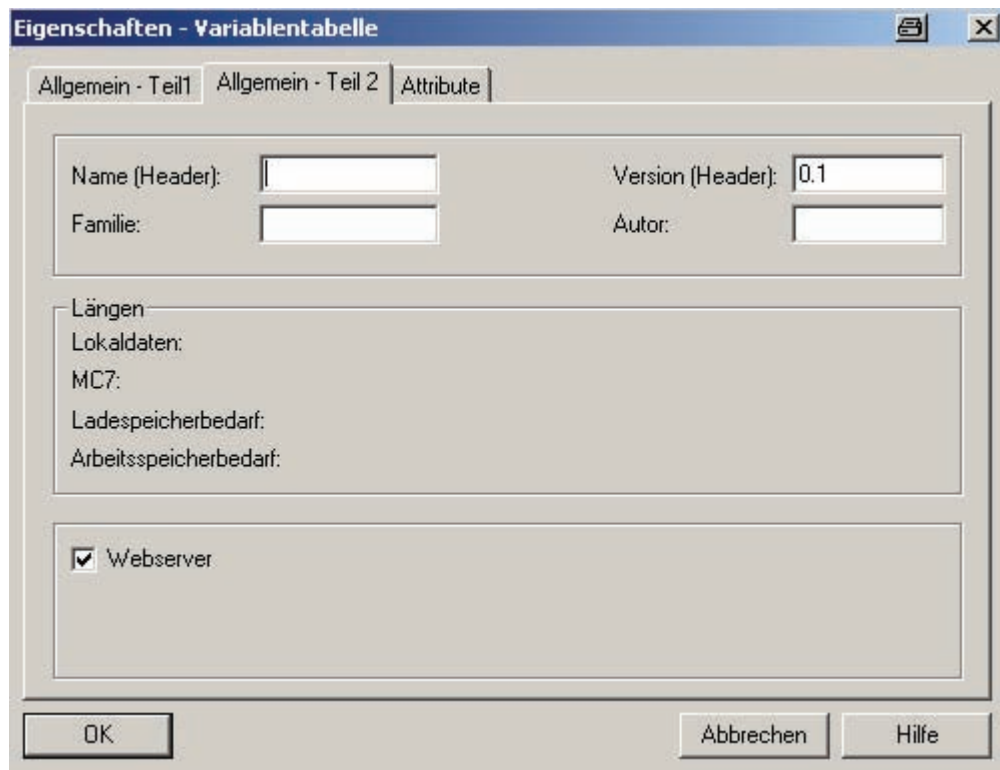 Eigenschaften - Variablentabelle
Allgemein - Teil1 Allgemein - Teil 2 Attribute
Name (Header): Version (Header): 0.1
Familie: Autor:
Längen
Lokaldaten:
MC7:
Ladespeicherbedarf:
Arbeitsspeicherbedarf:
Webserver
OK Abbrechen Hilfe